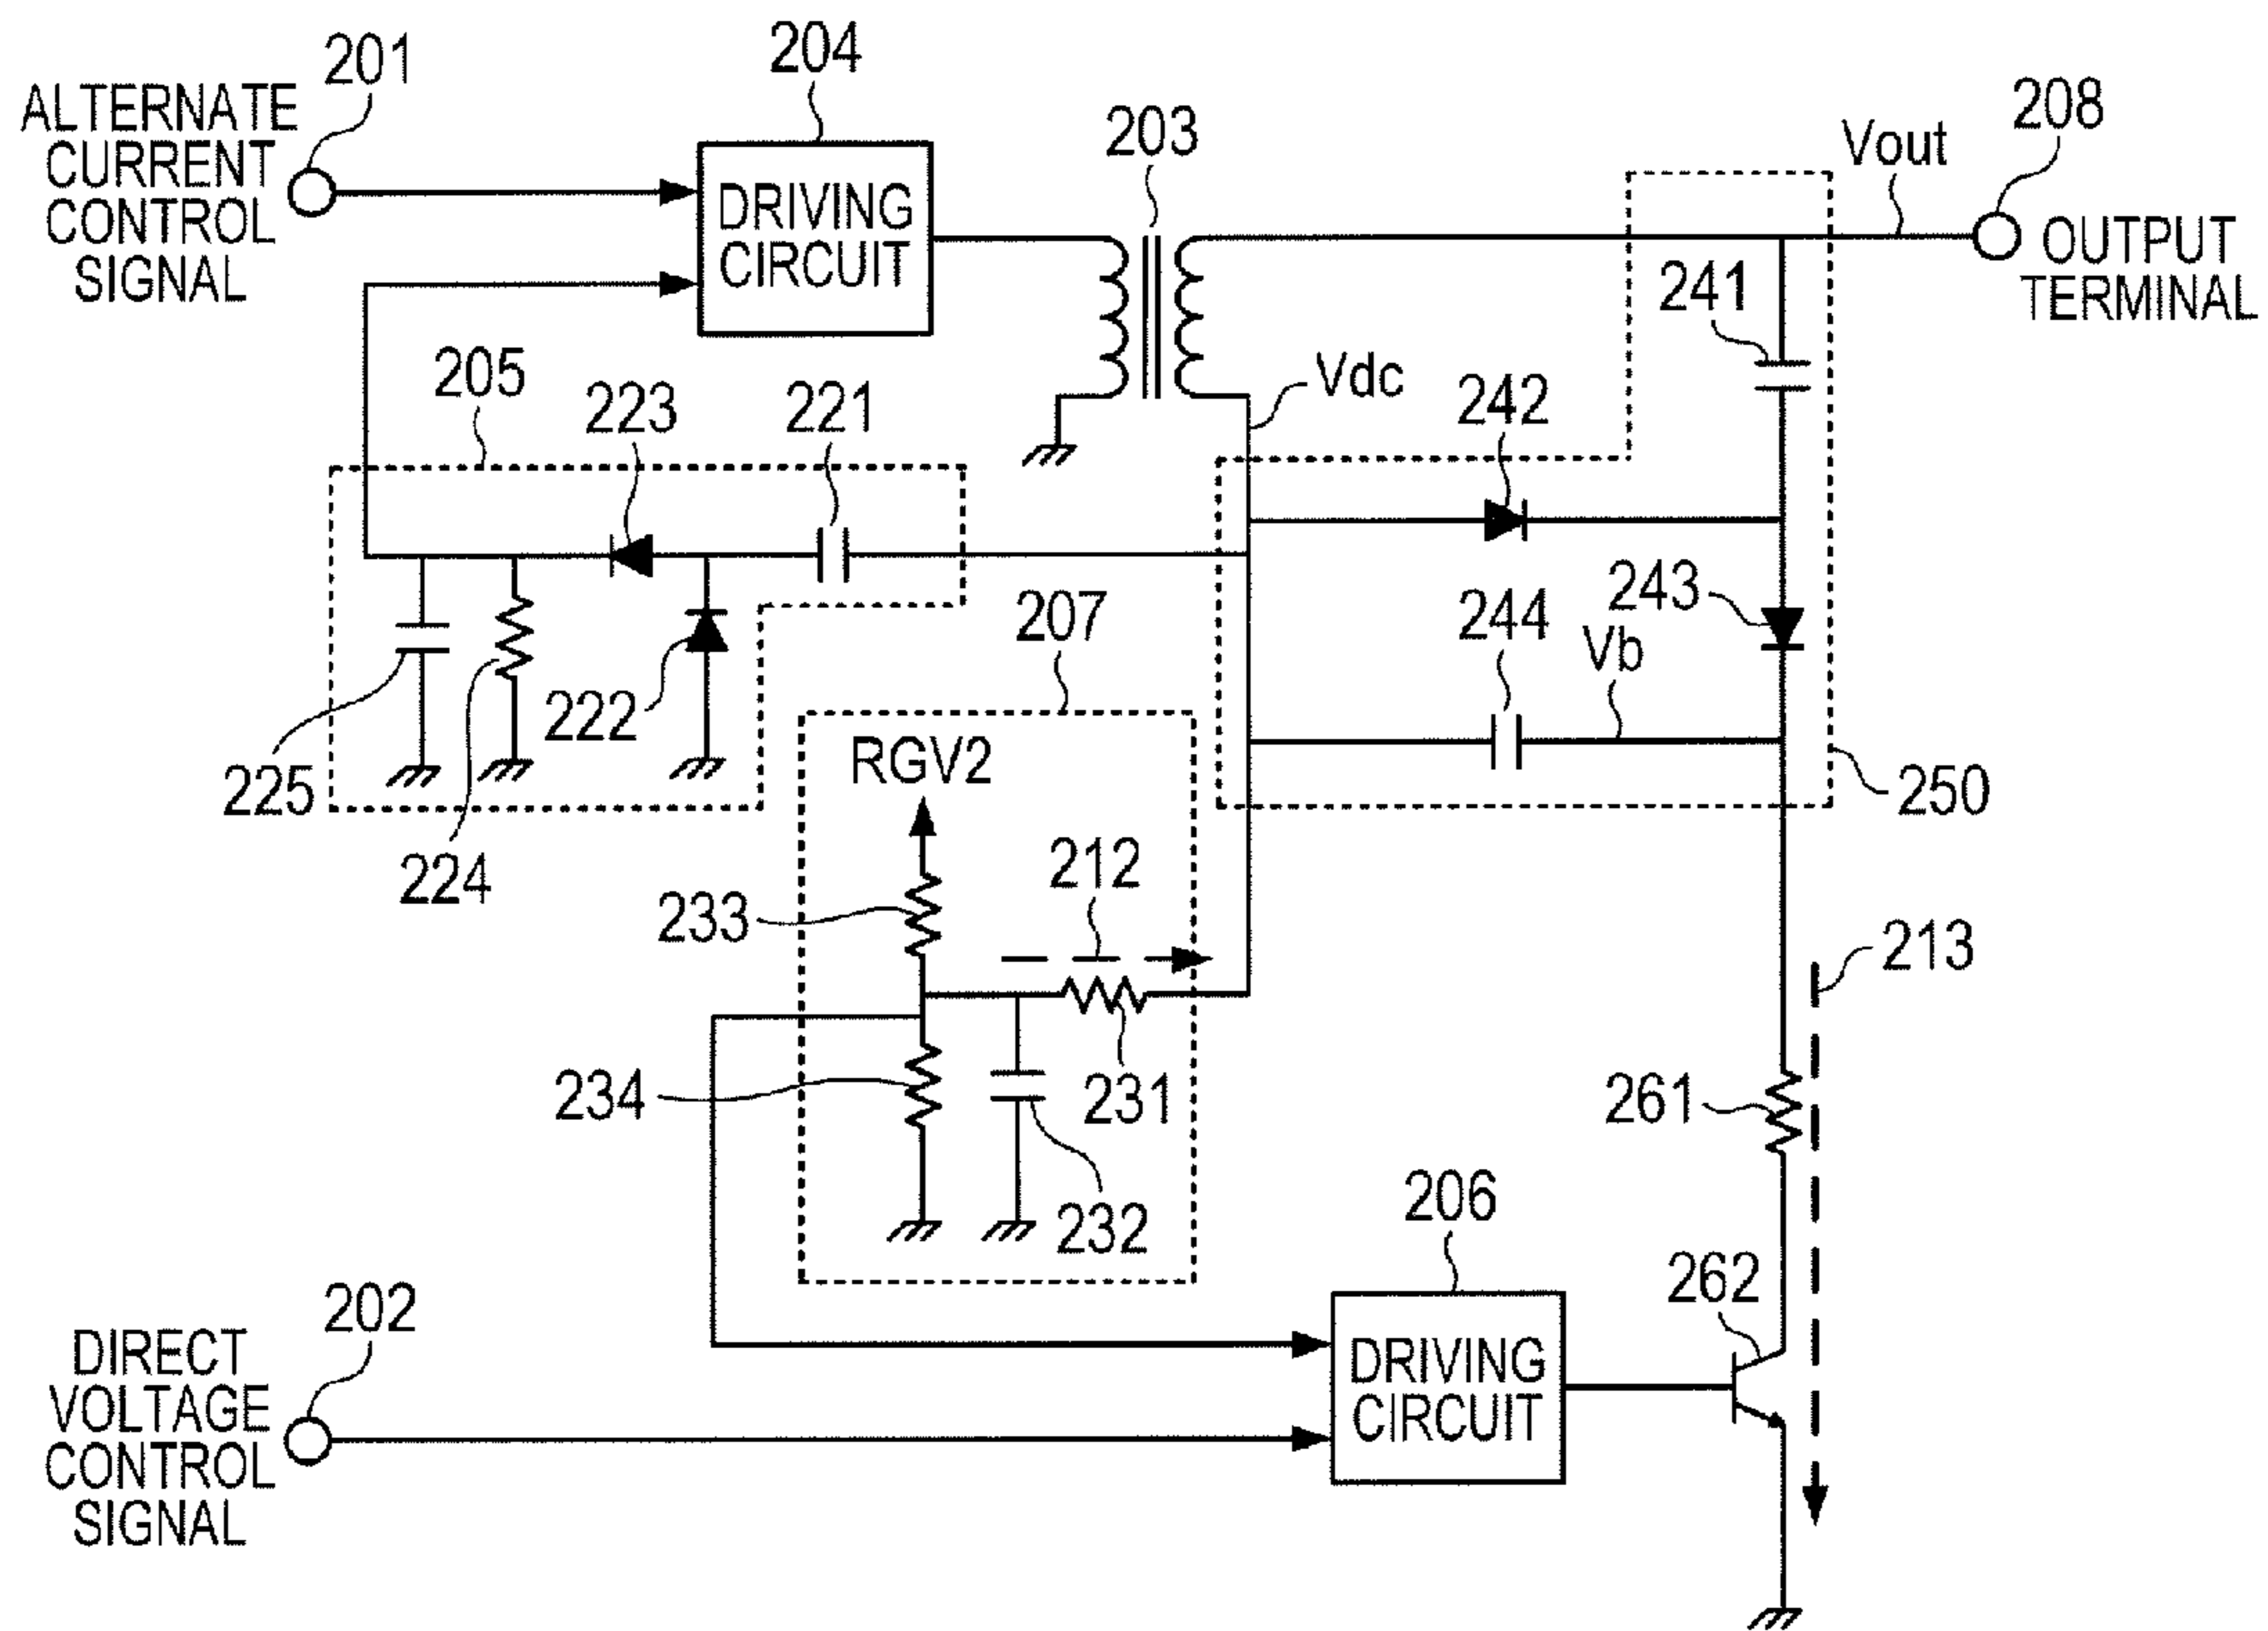 201
ALTERNATE
CURRENT
CONTROL
SIGNAL
204
DRIVING
CIRCUIT
203
Vout
208
OUTPUT
TERMINAL
241
205
223
221
Vdc
242
243
244
Vb
207
222
225
224
RGV2
250
212
233
213
234
231
261
232
206
262
202
DIRECT
VOLTAGE
CONTROL
SIGNAL
DRIVING
CIRCUIT